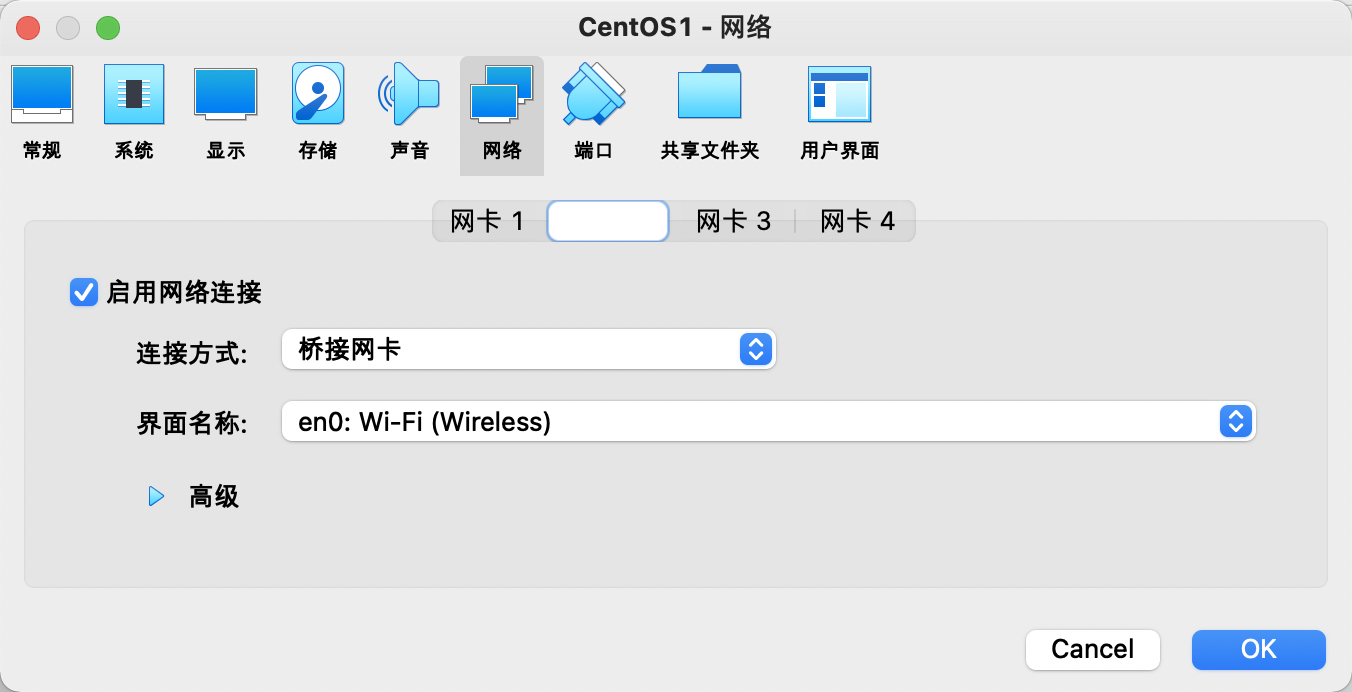 CentOS1 - 网络
常规 系统 显示 存储 声音 网络 端口 共享文件夹 用户界面
网卡 1 网卡 3 网卡 4
启用网络连接
连接方式: 桥接网卡
界面名称: en0: Wi-Fi (Wireless)
高级
Cancel OK